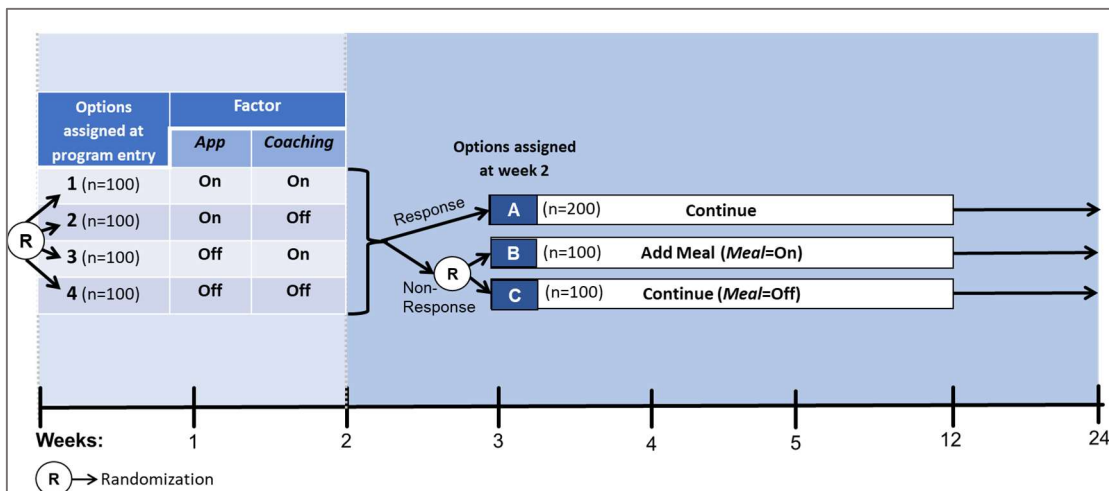 Options
assigned at
program entry
Factor
App
Coaching
1 (n=100) On On
2 (n=100) On Off
3 (n=100) Off On
4 (n=100) Off Off
R
Response
Non-
Response
R
Options assigned
at week 2
A (n=200) Continue
B (n=100) Add Meal (Meal=On)
C (n=100) Continue (Meal=Off)
Weeks: 1 2 3 4 5 12 24
R Randomization